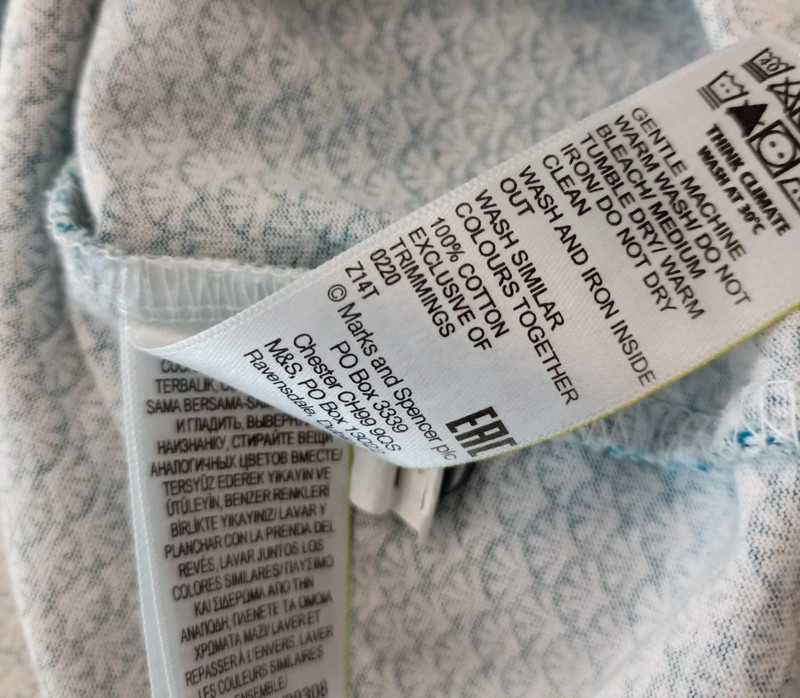 40
THINK CLIMATE
WASH AT 30°C
GENTLE MACHINE
WARM WASH/ DO NOT
BLEACH/ MEDIUM
TUMBLE DRY/ WARM
IRON/ DO NOT DRY
CLEAN
WASH AND IRON INSIDE
OUT
WASH SIMILAR
COLOURS TOGETHER
100% COTTON
EXCLUSIVE OF
TRIMMINGS
0220
Z14T
© Marks and Spencer plc
PO Box 3339
Chester CH99 9QS
M&S, PO Box
Ravensdale,
EAC
TERBALIK,
SAMA BERSAMA-
И ГЛАДИТЬ,
НАИЗНАНКУ, СТИРАЙТЕ ВЕЩИ
АНАЛОГИЧНЫХ ЦВЕТОВ ВМЕСТЕ/
TERSYÜZ EDEREK YIKAYIN VE
ÜTÜLEYİN, BENZER RENKLERİ
BİRLİKTE YIKAYINIZ/ LAVAR Y
PLANCHAR CON LA PRENDA DEL
REVÉS, LAVAR JUNTOS LOS
COLORES SIMILARES/ ΠΛΥΣΙΜΟ
ΚΑΙ ΣΙΔΕΡΩΜΑ ΑΠΟ ΤΗΝ
ΑΝΑΠΟΔΗ, ΠΛΕΝΕΤΕ ΤΑ ΟΜΟΙΑ
ΧΡΩΜΑΤΑ ΜΑΖΙ/ LAVER ET
REPASSER À L'ENVERS, LAVER
LES COULEURS SIMILAIRES
ENSEMBLE/